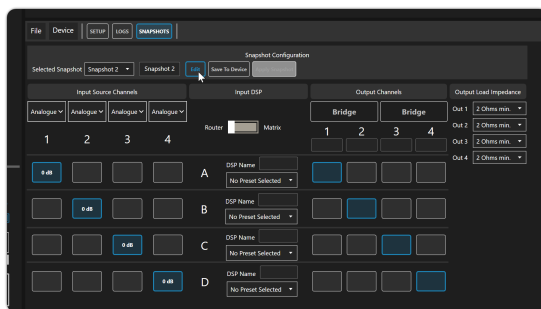 File Device SETUP LOGS SNAPSHOTS
Snapshot Configuration
Selected Snapshot Snapshot 2 Snapshot 2 Edit Save To Device
Input Source Channels Input DSP Output Channels Output Load Impedance
Analogue Analogue Analogue Analogue Bridge Bridge Out 1 2 Ohms min.
Router Matrix Out 2 2 Ohms min.
1 2 3 4 1 2 3 4 Out 3 2 Ohms min.
Out 4 2 Ohms min.
0 dB A DSP Name
No Preset Selected
0 dB B DSP Name
No Preset Selected
0 dB C DSP Name
No Preset Selected
0 dB D DSP Name
No Preset Selected